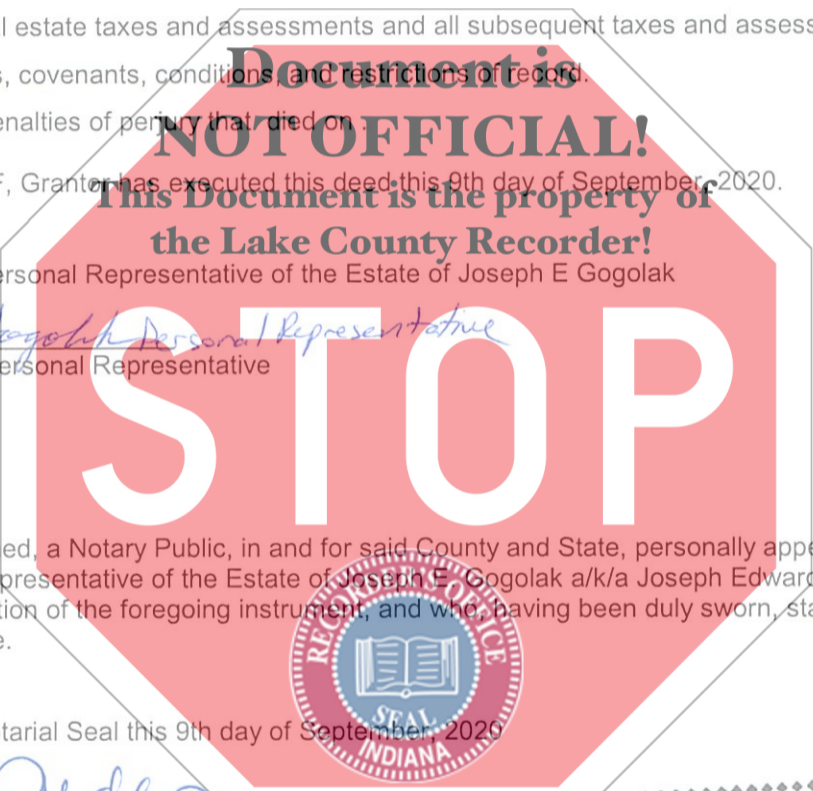 l estate taxes and assessments and all subsequent taxes and assess
Document is
s, covenants, conditions, and restrictions of record.
enalties of perjury that died on .
NOT OFFICIAL!
F, Grantor has executed this deed this 9th day of September, 2020.
This Document is the property of
the Lake County Recorder!
ersonal Representative of the Estate of Joseph E Gogolak
Personal Representative
ersonal Representative
STOP
ed, a Notary Public, in and for said County and State, personally appe
presentative of the Estate of Joseph E. Gogolak a/k/a Joseph Edward
tion of the foregoing instrument, and who, having been duly sworn, sta
e.
RECORDER'S OFFICE
SEAL
INDIANA
tarial Seal this 9th day of September, 2020